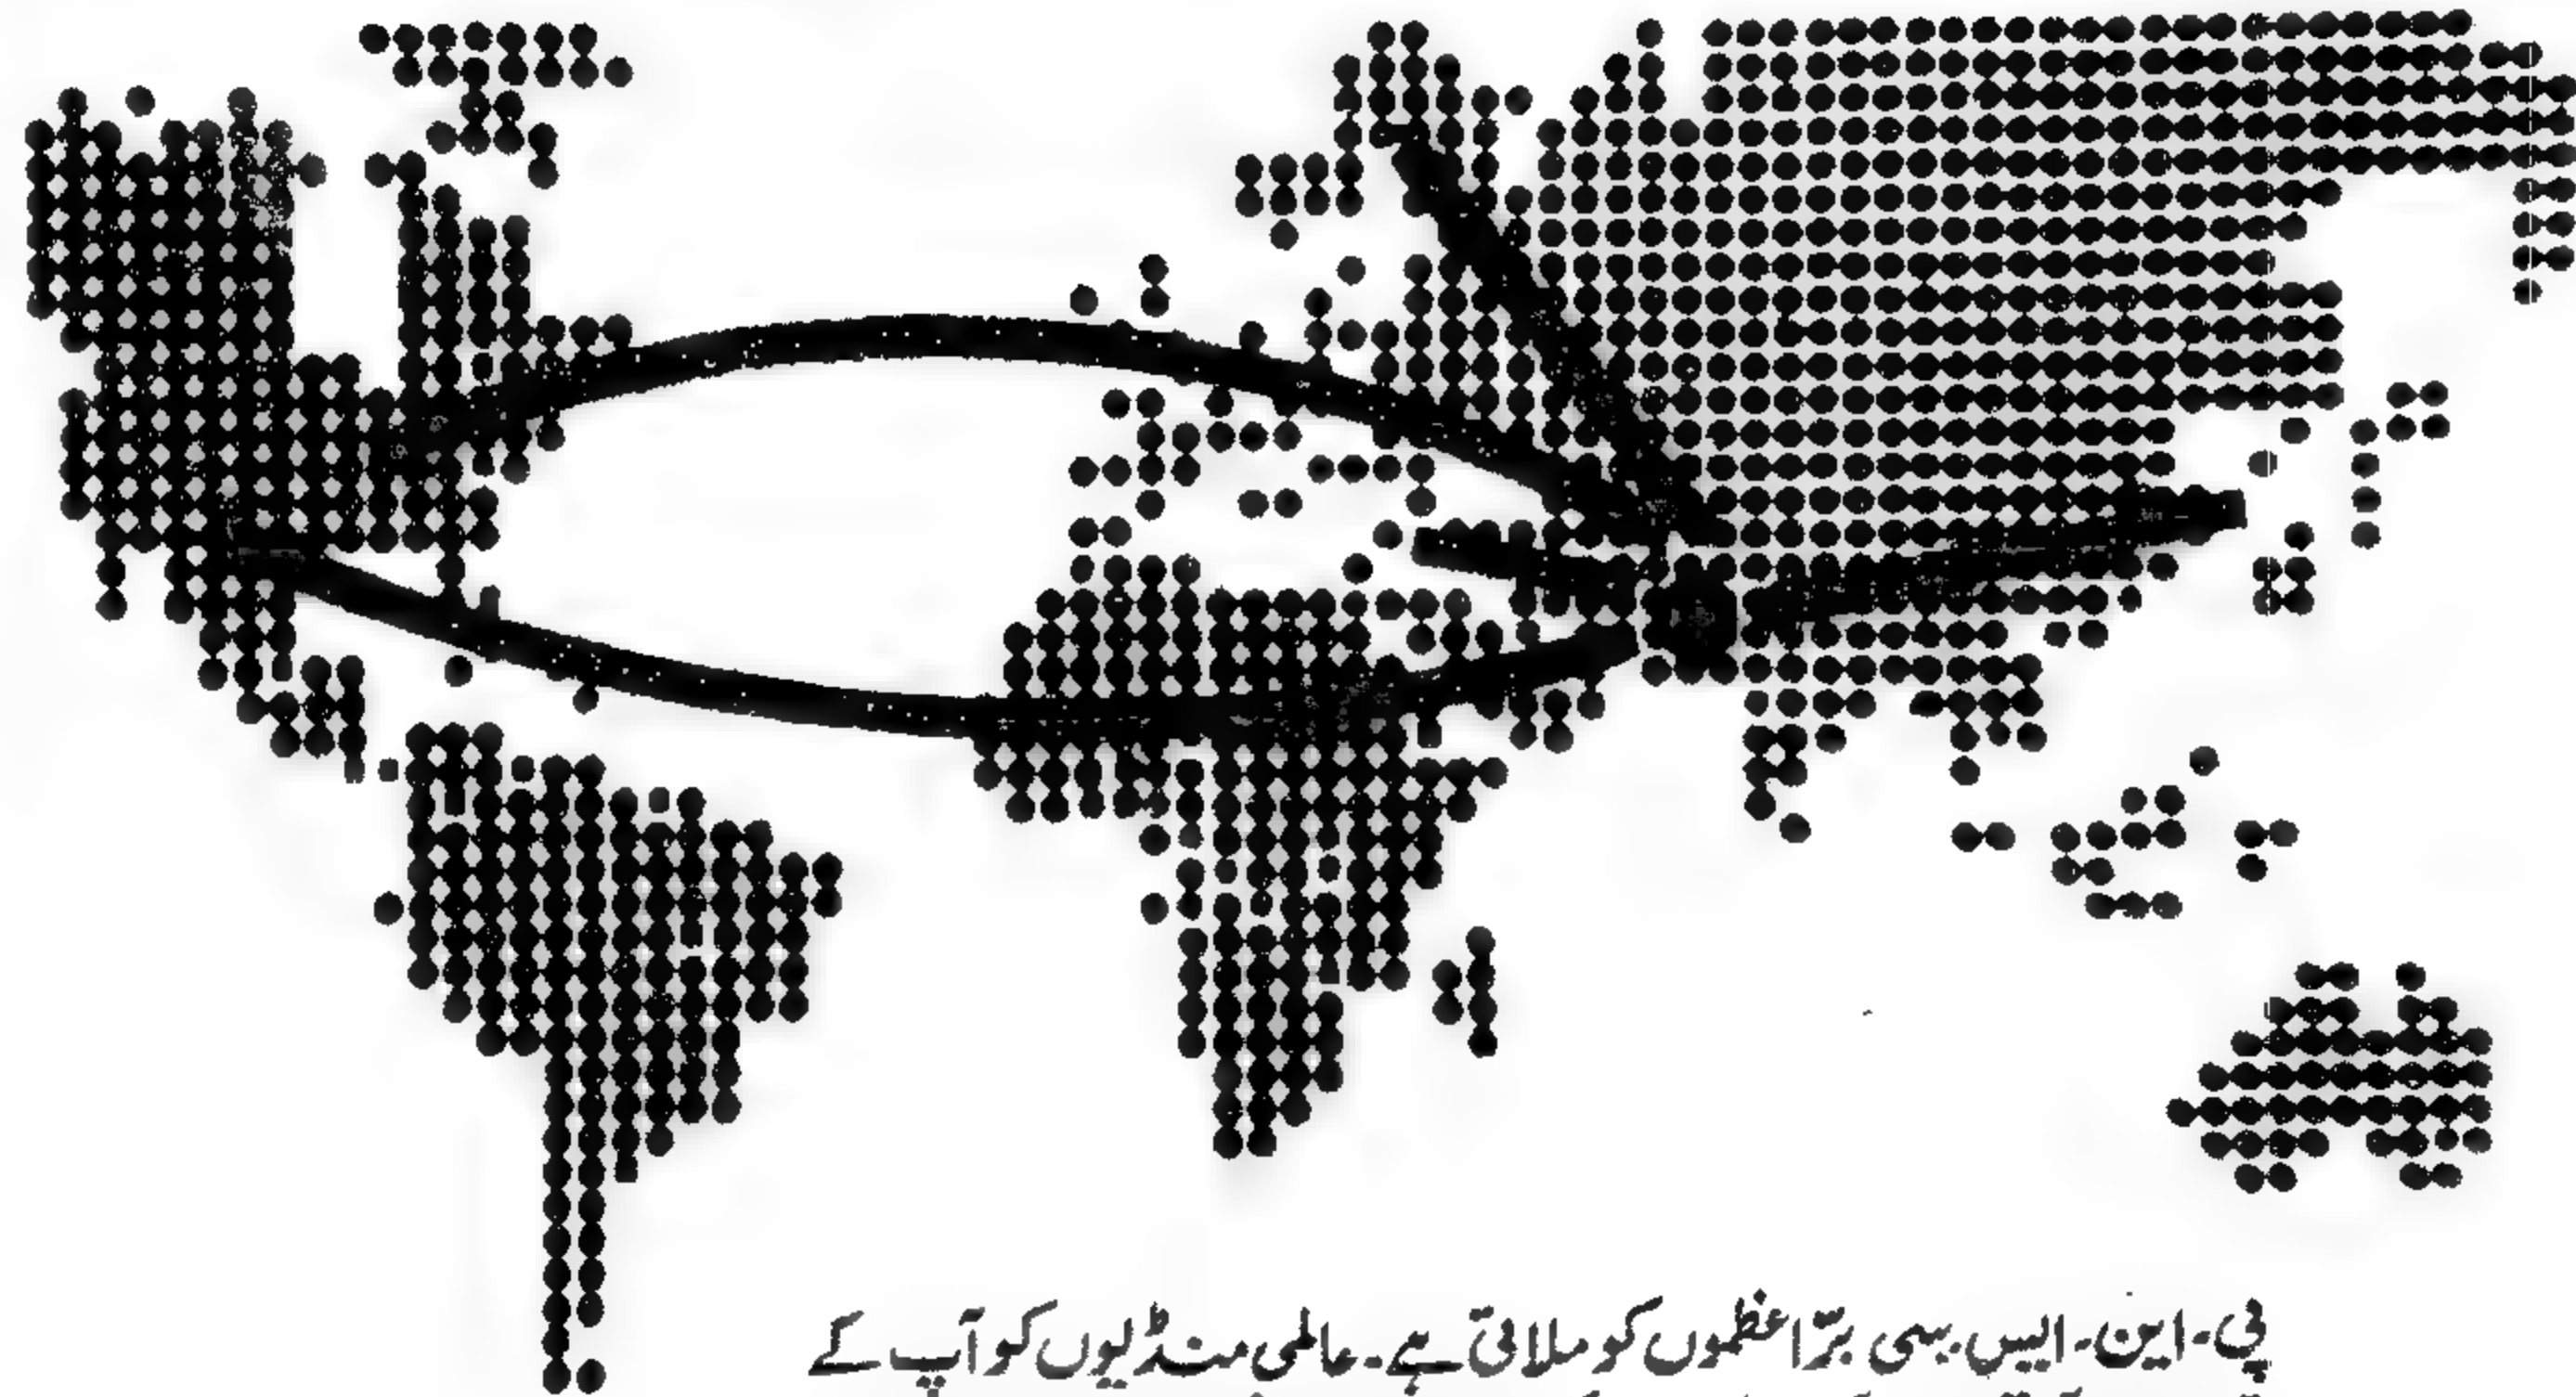 پی۔این۔ایس۔سی برّاعظموں کو ملاتی ہے۔عالمی منڈیوں کو آپ کے